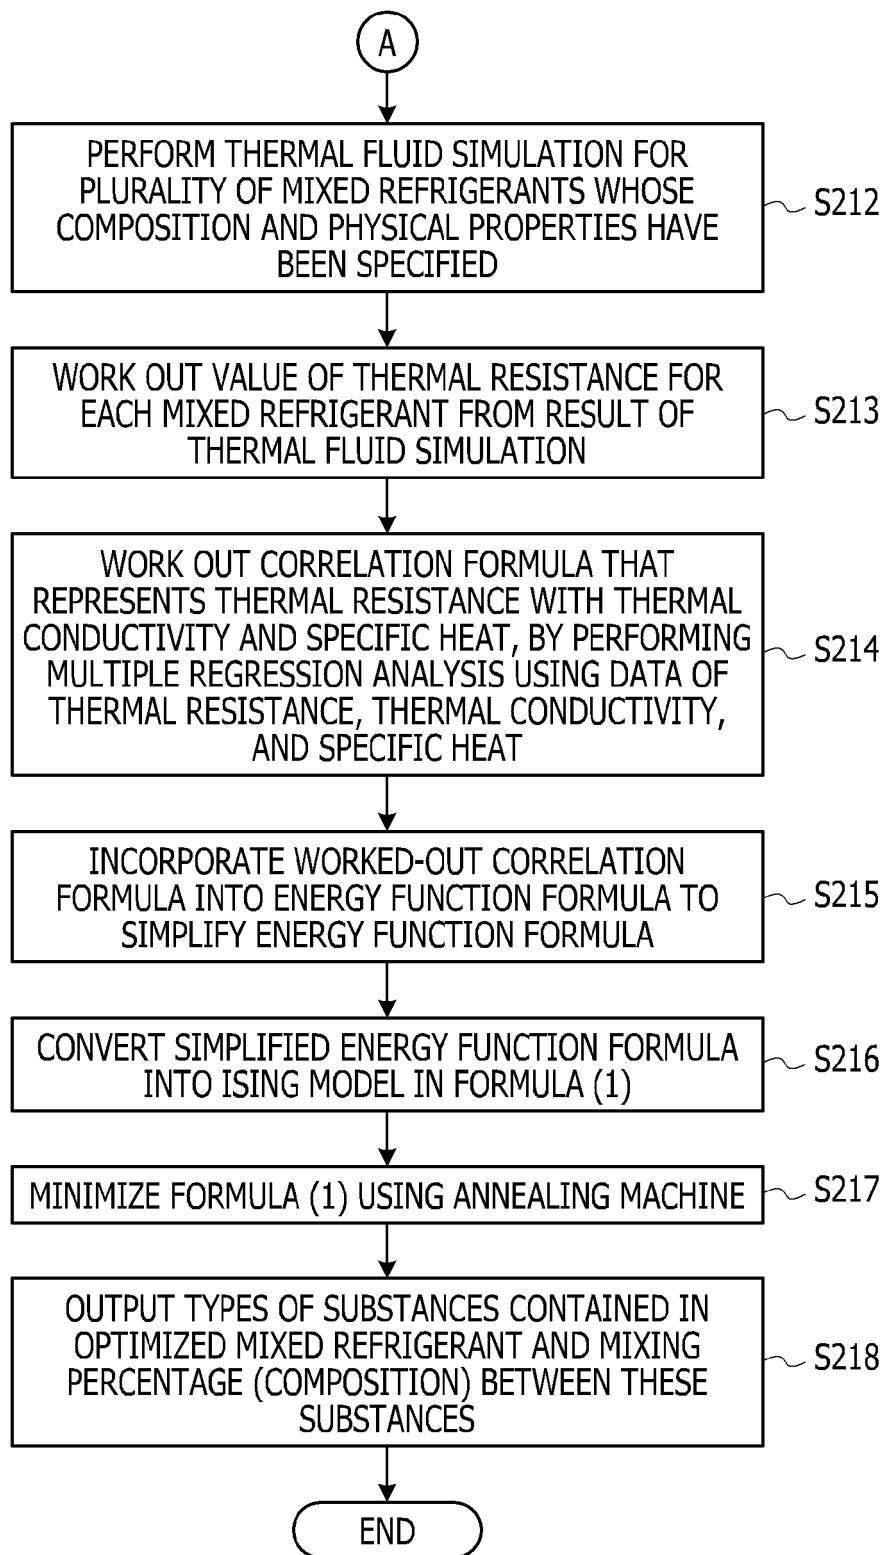 A
PERFORM THERMAL FLUID SIMULATION FOR
PLURALITY OF MIXED REFRIGERANTS WHOSE
COMPOSITION AND PHYSICAL PROPERTIES HAVE
BEEN SPECIFIED
S212
WORK OUT VALUE OF THERMAL RESISTANCE FOR
EACH MIXED REFRIGERANT FROM RESULT OF
THERMAL FLUID SIMULATION
S213
WORK OUT CORRELATION FORMULA THAT
REPRESENTS THERMAL RESISTANCE WITH THERMAL
CONDUCTIVITY AND SPECIFIC HEAT, BY PERFORMING
MULTIPLE REGRESSION ANALYSIS USING DATA OF
THERMAL RESISTANCE, THERMAL CONDUCTIVITY,
AND SPECIFIC HEAT
S214
INCORPORATE WORKED-OUT CORRELATION
FORMULA INTO ENERGY FUNCTION FORMULA TO
SIMPLIFY ENERGY FUNCTION FORMULA
S215
CONVERT SIMPLIFIED ENERGY FUNCTION FORMULA
INTO ISING MODEL IN FORMULA (1)
S216
MINIMIZE FORMULA (1) USING ANNEALING MACHINE
S217
OUTPUT TYPES OF SUBSTANCES CONTAINED IN
OPTIMIZED MIXED REFRIGERANT AND MIXING
PERCENTAGE (COMPOSITION) BETWEEN THESE
SUBSTANCES
S218
END